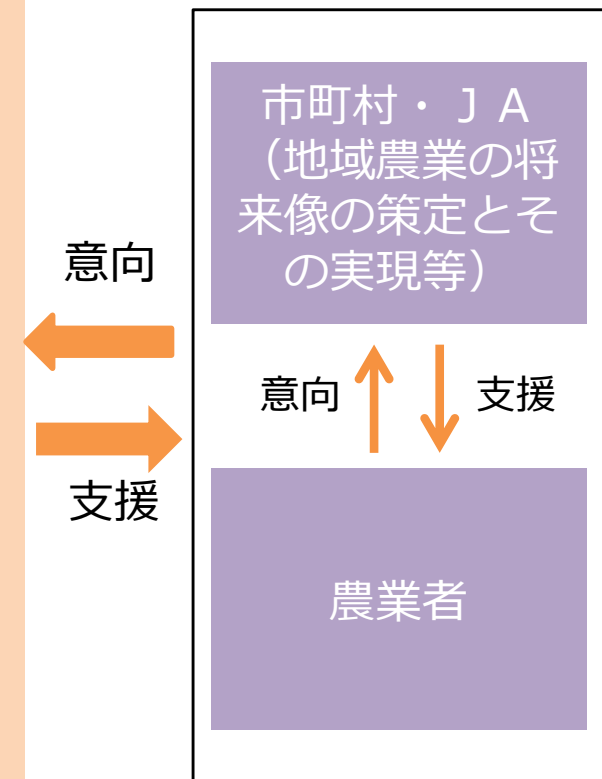 市町村・ＪＡ
（地域農業の将
来像の策定とそ
の実現等）
意向
支援
意向
支援
農業者